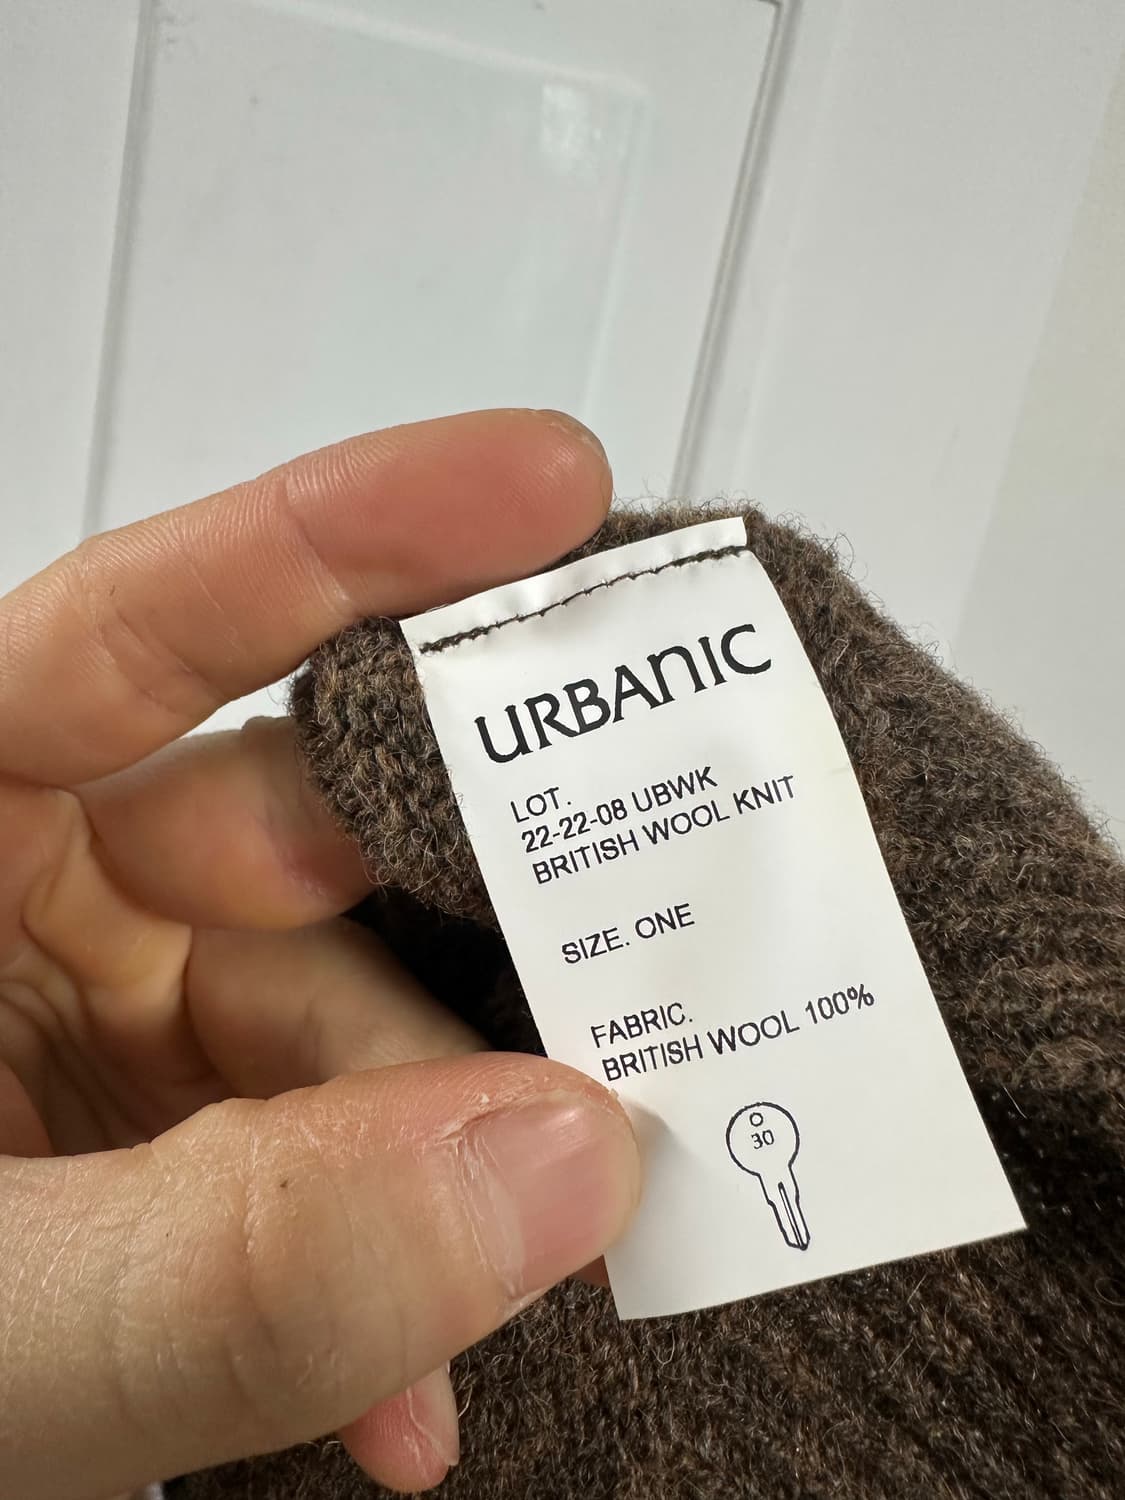 URBANIC
LOT.
22-22-08 UBWK
BRITISH WOOL KNIT
SIZE. ONE
FABRIC.
BRITISH WOOL 100%
30